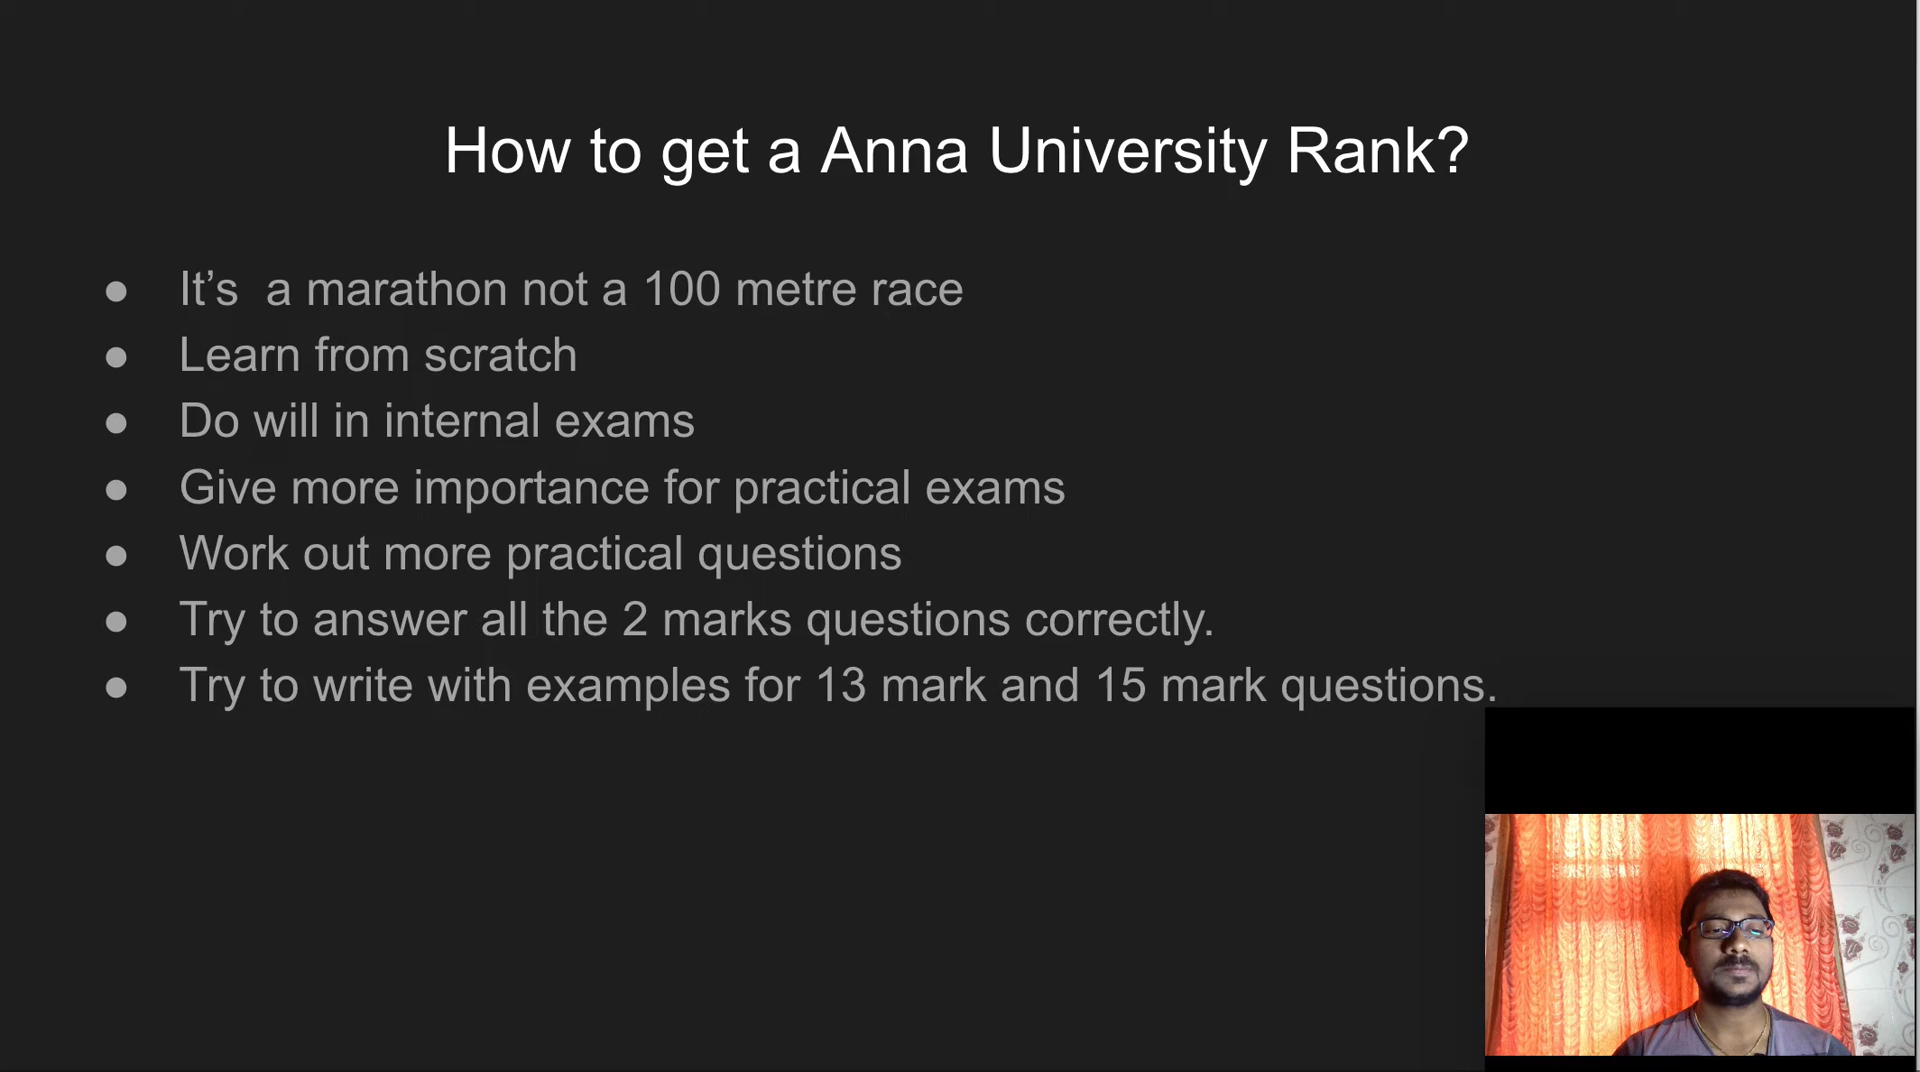 How to get a Anna University Rank?
● It’s  a marathon not a 100 metre race
● Learn from scratch
● Do will in internal exams
● Give more importance for practical exams
● Work out more practical questions
● Try to answer all the 2 marks questions correctly.
● Try to write with examples for 13 mark and 15 mark questions.